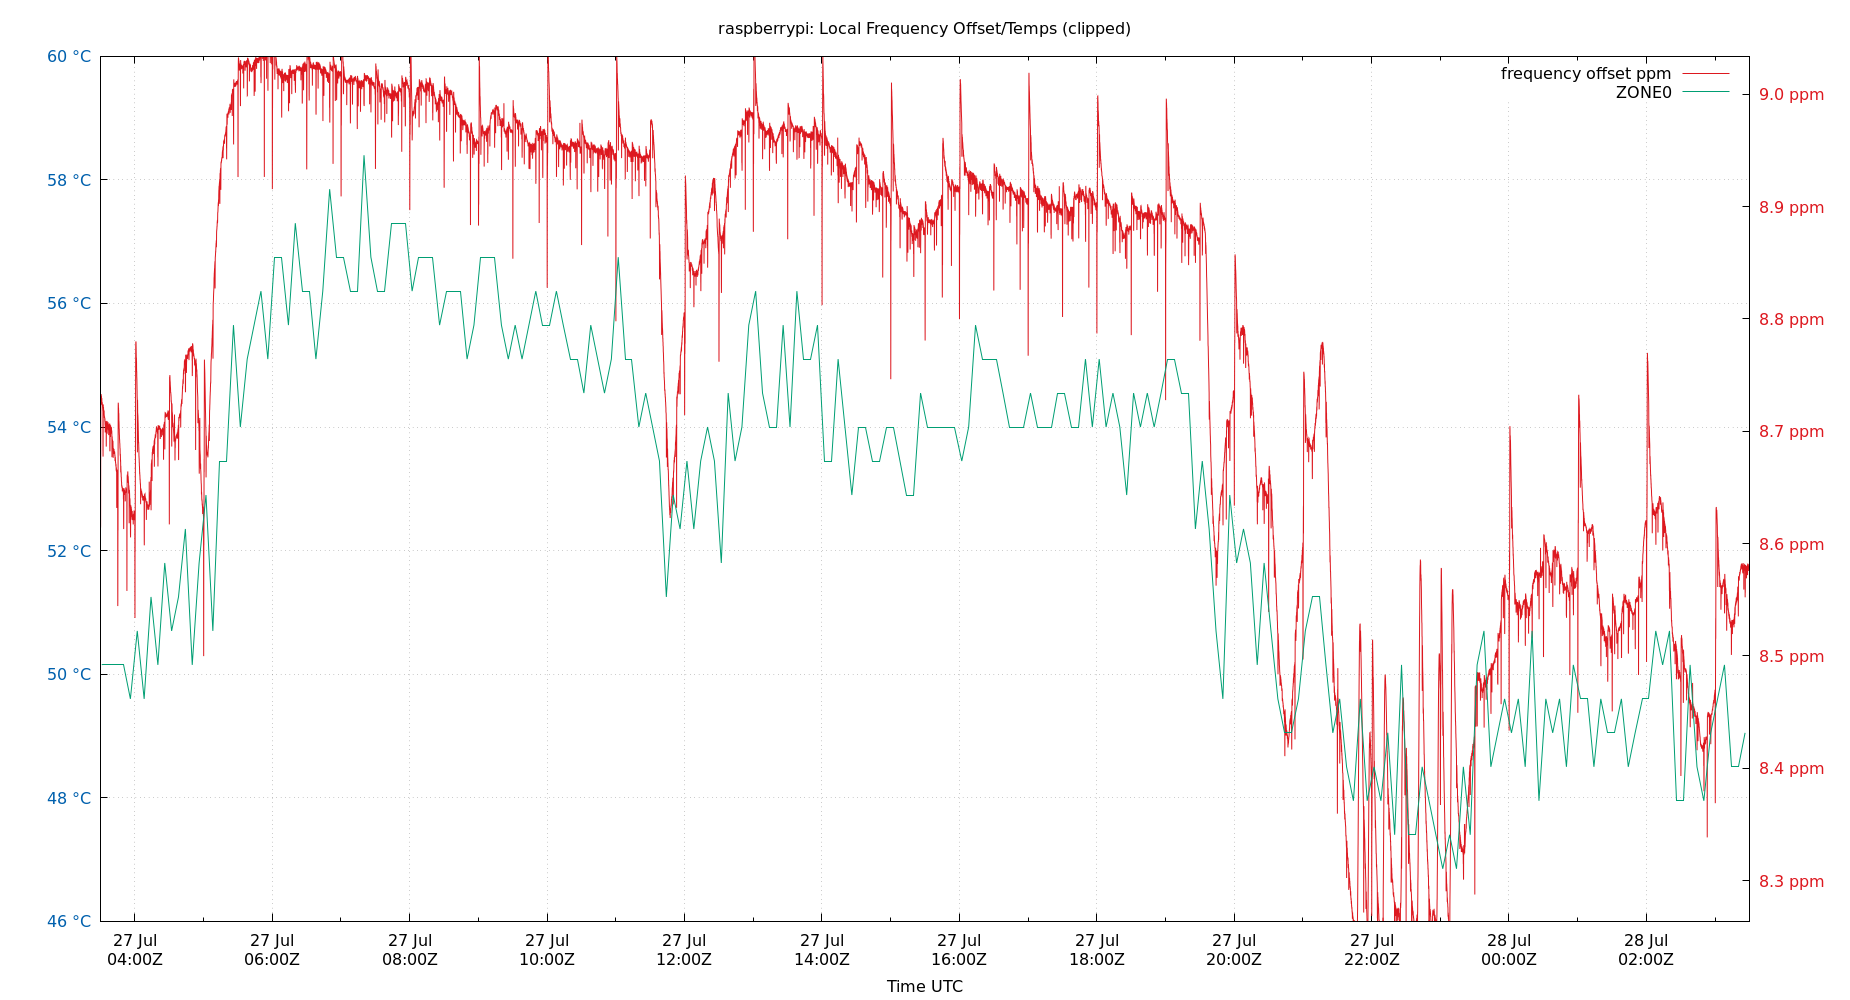 raspberrypi: Local Frequency Offset/Temps (clipped)
frequency offset ppm
ZONE0
60 °C
58 °C
56 °C
54 °C
52 °C
50 °C
48 °C
46 °C
9.0 ppm
8.9 ppm
8.8 ppm
8.7 ppm
8.6 ppm
8.5 ppm
8.4 ppm
8.3 ppm
27 Jul 27 Jul 27 Jul 27 Jul 27 Jul 27 Jul 27 Jul 27 Jul 27 Jul 27 Jul 28 Jul 28 Jul
04:00Z 06:00Z 08:00Z 10:00Z 12:00Z 14:00Z 16:00Z 18:00Z 20:00Z 22:00Z 00:00Z 02:00Z
Time UTC